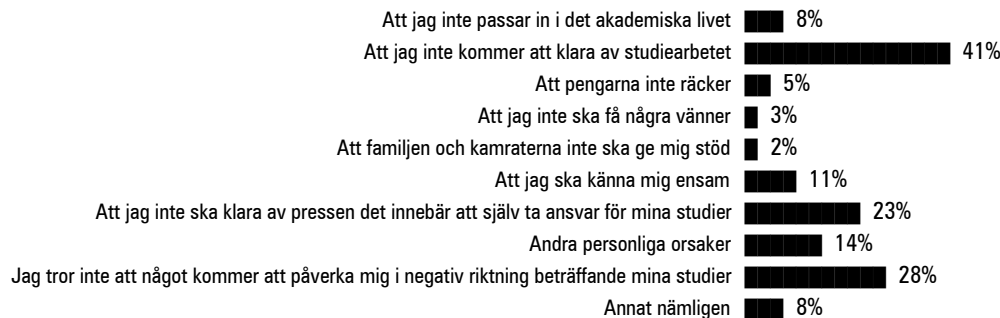 Att jag inte passar in i det akademiska livet 8%
Att jag inte kommer att klara av studiearbetet 41%
Att pengarna inte räcker 5%
Att jag inte ska få några vänner 3%
Att familjen och kamraterna inte ska ge mig stöd 2%
Att jag ska känna mig ensam 11%
Att jag inte ska klara av pressen det innebär att själv ta ansvar för mina studier 23%
Andra personliga orsaker 14%
Jag tror inte att något kommer att påverka mig i negativ riktning beträffande mina studier 28%
Annat nämligen 8%